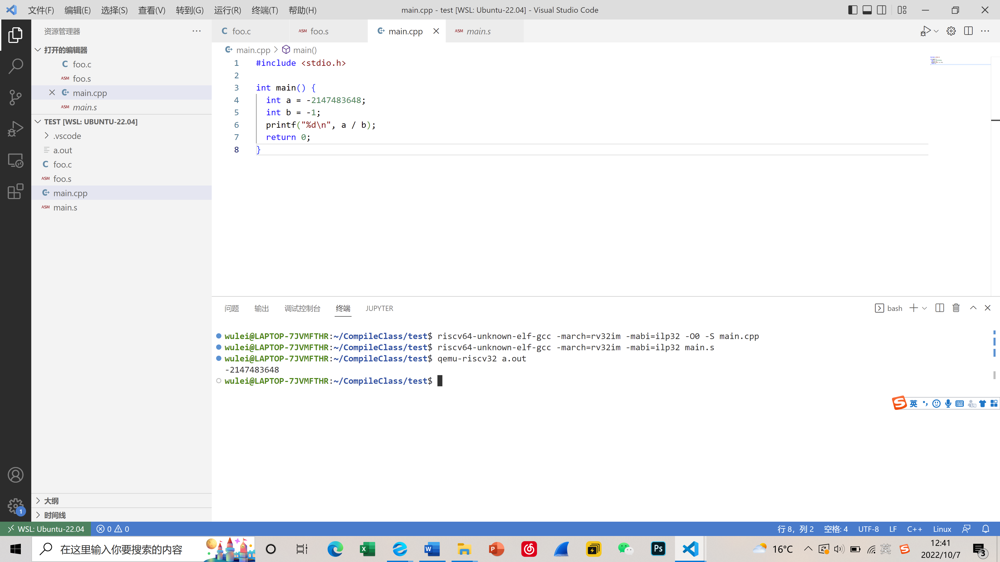 文件(F) 编辑(E) 选择(S) 查看(V) 转到(G) 运行(R) 终端(T) 帮助(H) main.cpp - test [WSL: Ubuntu-22.04] - Visual Studio Code
资源管理器
打开的编辑器
C foo.c
ASM foo.s
C+ main.cpp
ASM main.s
TEST [WSL: UBUNTU-22.04]
.vscode
a.out
C foo.c
ASM foo.s
C+ main.cpp
ASM main.s
大纲
时间线
1
C foo.c ASM foo.s C+ main.cpp ASM main.s
C+ main.cpp > main()
1 #include <stdio.h>
2
3 int main() {
4 int a = -2147483648;
5 int b = -1;
6 printf("%d\n", a / b);
7 return 0;
8 }
问题 输出 调试控制台 终端 JUPYTER bash
wulei@LAPTOP-7JVMFTHR:~/CompileClass/test$ riscv64-unknown-elf-gcc -march=rv32im -mabi=ilp32 -O0 -S main.cpp
wulei@LAPTOP-7JVMFTHR:~/CompileClass/test$ riscv64-unknown-elf-gcc -march=rv32im -mabi=ilp32 main.s
wulei@LAPTOP-7JVMFTHR:~/CompileClass/test$ qemu-riscv32 a.out
-2147483648
wulei@LAPTOP-7JVMFTHR:~/CompileClass/test$
S 英
WSL: Ubuntu-22.04 0 0 行 8，列 2 空格: 4 UTF-8 LF C++ Linux
在这里输入你要搜索的内容 X W P Ps 16°C 英 S 12:41
2022/10/7 3